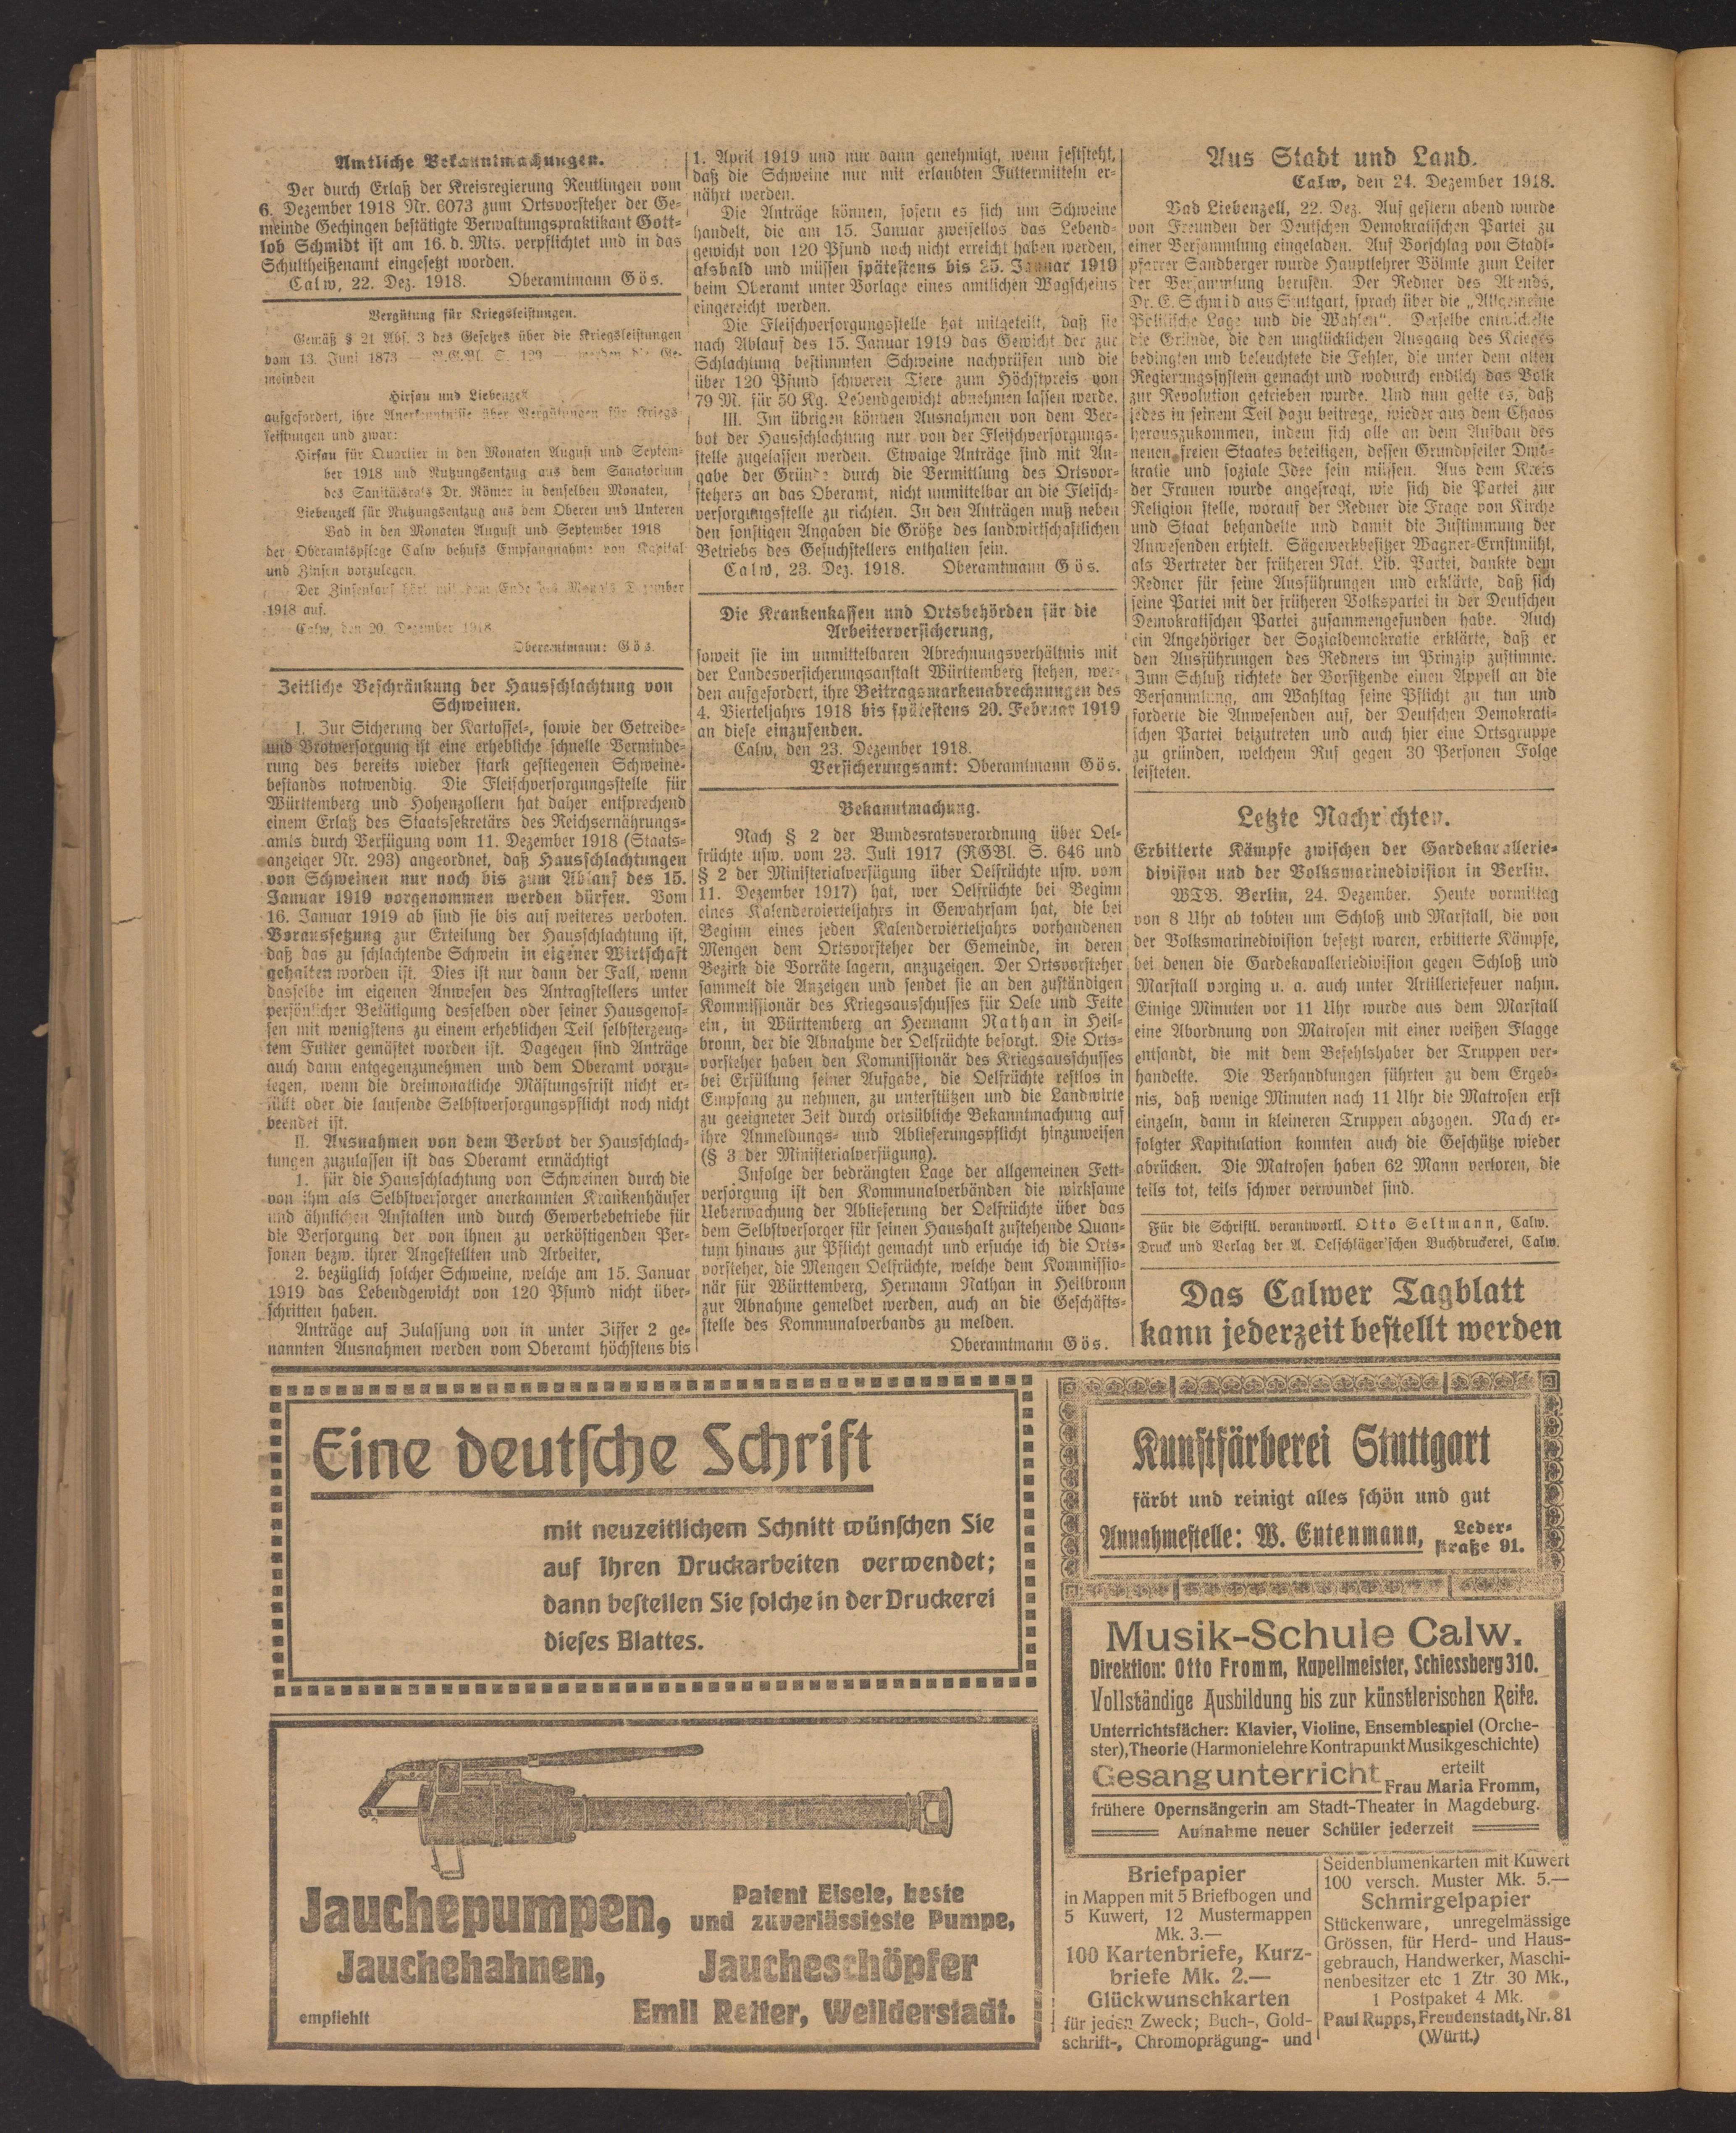 Amtliche Bekanntmachungen.
Der durch Erlaß der Kreisregierung Reutlingen vom
6. Dezember 1918 Nr. 6073 zum Ortsvorsteher der Ge-
meinde Gechingen bestätigte Verwaltungspraktikant Gott-
lob Schmidt ist am 16. d. Mts. verpflichtet und in das
Schultheißenamt eingesetzt worden.
Calw, 22. Dez. 1918. Oberamtmann Gös.
Vergütung für Kriegsleistungen.
Gemäß § 21 Abs. 3 des Gesetzes über die Kriegsleistungen
vom 13. Juni 1873 — R.G.Bl. S. 129 — werden die Ge-
meinden
Hirsau und Liebenzell
aufgefordert, ihre Anerkenntnisse über Vergütungen für Kriegs-
leistungen und zwar:
Hirsau für Quartier in den Monaten August und Septem-
ber 1918 und Nutzungsentzug aus dem Sanatorium
des Sanitätsrats Dr. Römer in denselben Monaten,
Liebenzell für Nutzungsentzug aus dem Oberen und Unteren
Bad in den Monaten August und September 1918
der Oberamtspflege Calw behufs Empfangnahme von Kapital
und Zinsen vorzulegen.
Der Zinsenlauf hört mit dem Ende des Monats Dezember
1918 auf.
Calw, den 20. Dezember 1918.
Oberamtmann: Gös.
Zeitliche Beschränkung der Hausschlachtung von
Schweinen.
I. Zur Sicherung der Kartoffel-, sowie der Getreide-
und Brotversorgung ist eine erhebliche schnelle Verminde-
rung des bereits wieder stark gestiegenen Schweine-
bestands notwendig. Die Fleischversorgungsstelle für
Württemberg und Hohenzollern hat daher entsprechend
einem Erlaß des Staatssekretärs des Reichsernährungs-
amts durch Verfügung vom 11. Dezember 1918 (Staats-
anzeiger Nr. 293) angeordnet, daß Hausschlachtungen
von Schweinen nur noch bis zum Ablauf des 15.
Januar 1919 vorgenommen werden dürfen. Vom
16. Januar 1919 ab sind sie bis auf weiteres verboten.
Voraussetzung zur Erteilung der Hausschlachtung ist,
daß das zu schlachtende Schwein in eigener Wirtschaft
gehalten worden ist. Dies ist nur dann der Fall, wenn
dasselbe im eigenen Anwesen des Antragstellers unter
persönlicher Betätigung desselben oder seiner Hausgenos-
sen mit wenigstens zu einem erheblichen Teil selbsterzeug-
tem Futter gemästet worden ist. Dagegen sind Anträge
auch dann entgegenzunehmen und dem Oberamt vorzu-
legen, wenn die dreimonatliche Mästungsfrist nicht er-
füllt oder die laufende Selbstversorgungspflicht noch nicht
beendet ist.
II. Ausnahmen von dem Verbot der Hausschlach-
tungen zuzulassen ist das Oberamt ermächtigt
1. für die Hausschlachtung von Schweinen durch die
von ihm als Selbstversorger anerkannten Krankenhäuser
und ähnlichen Anstalten und durch Gewerbebetriebe für
die Versorgung der von ihnen zu verköstigenden Per-
sonen bezw. ihrer Angestellten und Arbeiter,
2. bezüglich solcher Schweine, welche am 15. Januar
1919 das Lebendgewicht von 120 Pfund nicht über-
schritten haben.
Anträge auf Zulassung von in unter Ziffer 2 ge-
nannten Ausnahmen werden vom Oberamt höchstens bis
1. April 1919 und nur dann genehmigt, wenn feststeht,
daß die Schweine nur mit erlaubten Futtermitteln er-
nährt werden.
Die Anträge können, sofern es sich um Schweine
handelt, die am 15. Januar zweifellos das Lebend-
gewicht von 120 Pfund noch nicht erreicht haben werden,
alsbald und müssen spätestens bis 25. Januar 1919
beim Oberamt unter Vorlage eines amtlichen Wagscheins
eingereicht werden.
Die Fleischversorgungsstelle hat mitgeteilt, daß sie
nach Ablauf des 15. Januar 1919 das Gewicht der zur
Schlachtung bestimmten Schweine nachprüfen und die
über 120 Pfund schweren Tiere zum Höchstpreis von
79 M. für 50 Kg. Lebendgewicht abnehmen lassen werde.
III. Im übrigen können Ausnahmen von dem Ver-
bot der Hausschlachtung nur von der Fleischversorgungs-
stelle zugelassen werden. Etwaige Anträge sind mit An-
gabe der Gründe durch die Vermittlung des Ortsvor-
stehers an das Oberamt, nicht unmittelbar an die Fleisch-
versorgungsstelle zu richten. In den Anträgen muß neben
den sonstigen Angaben die Größe des landwirtschaftlichen
Betriebs des Gesuchstellers enthalten sein.
Calw, 23. Dez. 1918. Oberamtmann Gös.
Die Krankenkassen und Ortsbehörden für die
Arbeiterversicherung,
soweit sie im unmittelbaren Abrechnungsverhältnis mit
der Landesversicherungsanstalt Württemberg stehen, wer-
den aufgefordert, ihre Beitragsmarkenabrechnungen des
4. Vierteljahrs 1918 bis spätestens 20. Februar 1919
an diese einzusenden.
Calw, den 23. Dezember 1918.
Versicherungsamt: Oberamtmann Gös.
Bekanntmachung.
Nach § 2 der Bundesratsverordnung über Oel-
früchte usw. vom 23. Juli 1917 (RGBl. S. 646 und
§ 2 der Ministerialverfügung über Oelfrüchte usw. vom
11. Dezember 1917) hat, wer Oelfrüchte bei Beginn
eines Kalendervierteljahrs in Gewahrsam hat, die bei
Beginn eines jeden Kalendervierteljahrs vorhandenen
Mengen dem Ortsvorsteher der Gemeinde, in deren
Bezirk die Vorräte lagern, anzuzeigen. Der Ortsvorsteher
sammelt die Anzeigen und sendet sie an den zuständigen
Kommissionär des Kriegsausschusses für Oele und Fette
ein, in Württemberg an Hermann Nathan in Heil-
bronn, der die Abnahme der Oelfrüchte besorgt. Die Orts-
vorsteher haben den Kommissionär des Kriegsausschusses
bei Erfüllung seiner Aufgabe, die Oelfrüchte restlos in
Empfang zu nehmen, zu unterstützen und die Landwirte
zu geeigneter Zeit durch ortsübliche Bekanntmachung auf
ihre Anmeldungs- und Ablieferungspflicht hinzuweisen
(§ 3 der Ministerialverfügung).
Infolge der bedrängten Lage der allgemeinen Fett-
versorgung ist den Kommunalverbänden die wirksame
Ueberwachung der Ablieferung der Oelfrüchte über das
dem Selbstversorger für seinen Haushalt zustehende Quan-
tum hinaus zur Pflicht gemacht und ersuche ich die Orts-
vorsteher, die Mengen Oelfrüchte, welche dem Kommissio-
när für Württemberg, Hermann Nathan in Heilbronn
zur Abnahme gemeldet werden, auch an die Geschäfts-
stelle des Kommunalverbands zu melden.
Oberamtmann Gös.
Aus Stadt und Land.
Calw, den 24. Dezember 1918.
Bad Liebenzell, 22. Dez. Auf gestern abend wurde
von Freunden der Deutschen Demokratischen Partei zu
einer Versammlung eingeladen. Auf Vorschlag von Stadt-
pfarrer Sandberger wurde Hauptlehrer Völmle zum Leiter
der Versammlung berufen. Der Redner des Abends,
Dr. E. Schmid aus Stuttgart, sprach über die „Allgemeine
Politische Lage und die Wahlen“. Derselbe entwickelte
die Gründe, die den unglücklichen Ausgang des Krieges
bedingten und beleuchtete die Fehler, die unter dem alten
Regierungssystem gemacht und wodurch endlich das Volk
zur Revolution getrieben wurde. Und nun gelte es, daß
jedes in seinem Teil dazu beitrage, wieder aus dem Chaos
herauszukommen, indem sich alle an dem Aufbau des
neuen freien Staates beteiligen, dessen Grundpfeiler Demo-
kratie und soziale Idee sein müssen. Aus dem Kreis
der Frauen wurde angefragt, wie sich die Partei zur
Religion stelle, worauf der Redner die Frage von Kirche
und Staat behandelte und damit die Zustimmung der
Anwesenden erhielt. Sägewerkbesitzer Wagner-Ernstmühl,
als Vertreter der früheren Nat. Lib. Partei, dankte dem
Redner für seine Ausführungen und erklärte, daß sich
seine Partei mit der früheren Volkspartei in der Deutschen
Demokratischen Partei zusammengefunden habe. Auch
ein Angehöriger der Sozialdemokratie erklärte, daß er
den Ausführungen des Redners im Prinzip zustimme.
Zum Schluß richtete der Vorsitzende einen Appell an die
Versammlung, am Wahltag seine Pflicht zu tun und
forderte die Anwesenden auf, der Deutschen Demokrati-
schen Partei beizutreten und auch hier eine Ortsgruppe
zu gründen, welchem Ruf gegen 30 Personen Folge
leisteten.
Letzte Nachrichten.
Erbitterte Kämpfe zwischen der Gardekavallerie-
division und der Volksmarinedivision in Berlin.
WTB. Berlin, 24. Dezember. Heute vormittag
von 8 Uhr ab tobten um Schloß und Marstall, die von
der Volksmarinedivision besetzt waren, erbitterte Kämpfe,
bei denen die Gardekavalleriedivision gegen Schloß und
Marstall vorging u. a. auch unter Artilleriefeuer nahm.
Einige Minuten vor 11 Uhr wurde aus dem Marstall
eine Abordnung von Matrosen mit einer weißen Flagge
entsandt, die mit dem Befehlshaber der Truppen ver-
handelte. Die Verhandlungen führten zu dem Ergeb-
nis, daß wenige Minuten nach 11 Uhr die Matrosen erst
einzeln, dann in kleineren Truppen abzogen. Nach er-
folgter Kapitulation konnten auch die Geschütze wieder
abrücken. Die Matrosen haben 62 Mann verloren, die
teils tot, teils schwer verwundet sind.
Für die Schriftl. verantwortl. Otto Seltmann, Calw.
Druck und Verlag der A. Oelschläger'schen Buchdruckerei, Calw.
Das Calwer Tagblatt
kann jederzeit bestellt werden
Eine deutsche Schrift
mit neuzeitlichem Schnitt wünschen Sie
auf Ihren Druckarbeiten verwendet;
dann bestellen Sie solche in der Druckerei
dieses Blattes.
Jauchepumpen,
Patent Eisele, beste
und zuverlässigste Pumpe,
Jauchehahnen, Jaucheschöpfer
empfiehlt Emil Reiter, Weilderstadt.
Kunstfärberei Stuttgart
färbt und reinigt alles schön und gut
Annahmestelle: W. Entenmann, Leder-
straße 91.
Musik-Schule Calw.
Direktion: Otto Fromm, Kapellmeister, Schiessberg 310.
Vollständige Ausbildung bis zur künstlerischen Reife.
Unterrichtsfächer: Klavier, Violine, Ensemblespiel (Orche-
ster), Theorie (Harmonielehre Kontrapunkt Musikgeschichte)
Gesangunterricht erteilt
Frau Maria Fromm,
frühere Opernsängerin am Stadt-Theater in Magdeburg.
Aufnahme neuer Schüler jederzeit
Briefpapier
in Mappen mit 5 Briefbogen und
5 Kuwert, 12 Mustermappen
Mk. 3.—
100 Kartenbriefe, Kurz-
briefe Mk. 2.—
Glückwunschkarten
für jeden Zweck; Buch-, Gold-
schrift-, Chromoprägung- und
Seidenblumenkarten mit Kuwert
100 versch. Muster Mk. 5.—
Schmirgelpapier
Stückenware, unregelmässige
Grössen, für Herd- und Haus-
gebrauch, Handwerker, Maschi-
nenbesitzer etc 1 Ztr 30 Mk.,
1 Postpaket 4 Mk.
Paul Rupps, Freudenstadt, Nr. 81
(Württ.)